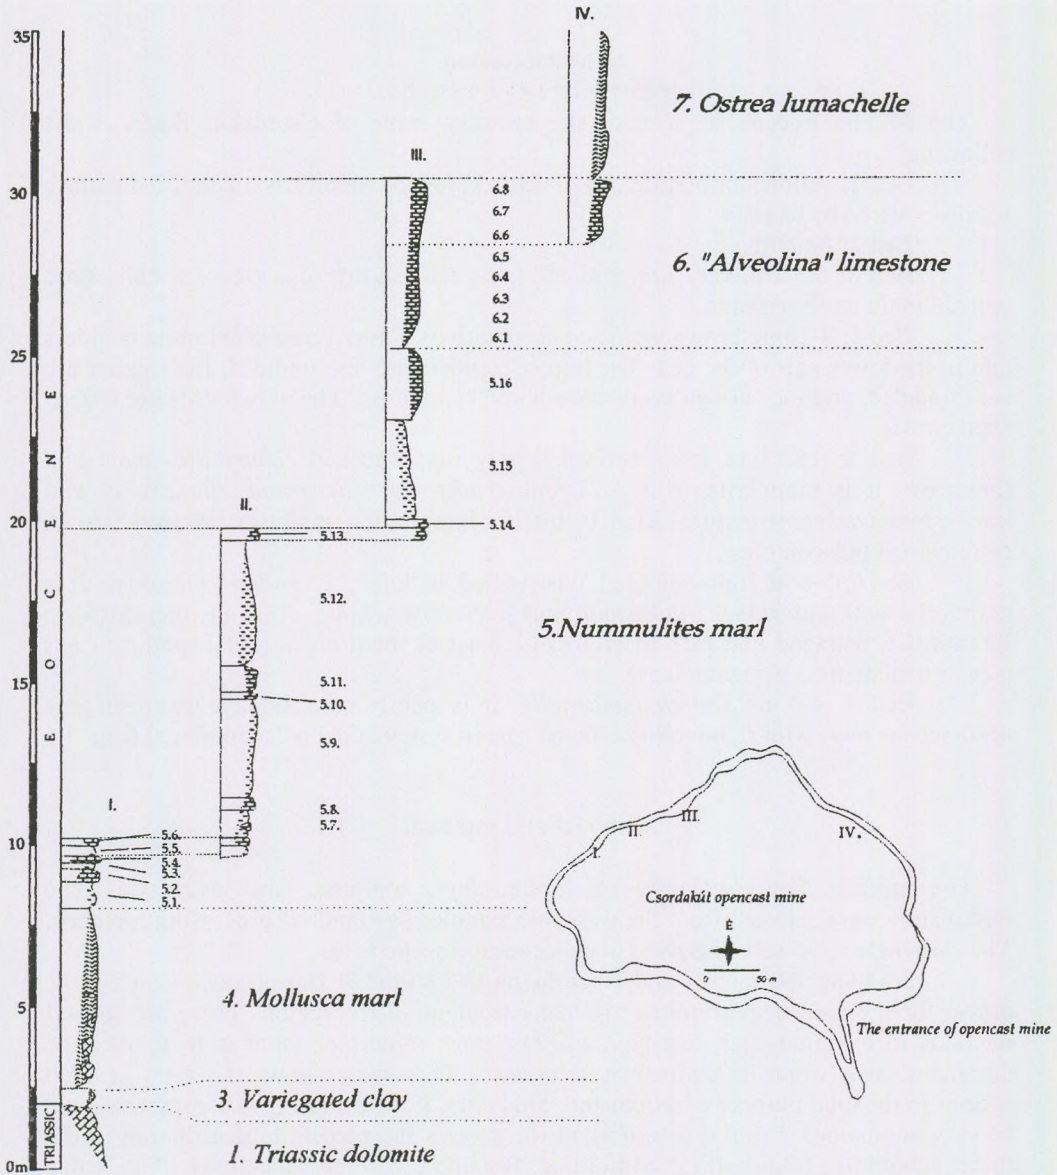 IV.
35
7. Ostrea lumachelle
III.
30
6.8
6.7
6.6
6.5
6. "Alveolina" limestone
6.4
6.3
6.2
6.1
25
5.16
5.15
II.
20
5.14
5.13.
5.12.
5.Nummulites marl
15
5.11.
5.10.
5.9.
EOCENE
I.
5.8.
5.7.
10
5.6.
5.5.
5.4.
5.3.
5.2.
5.1.
I.
II.
III.
IV.
Csordakút opencast mine
É
0 50 m
5
4. Mollusca marl
The entrance of opencast mine
3. Variegated clay
TRIASSIC
1. Triassic dolomite
0m